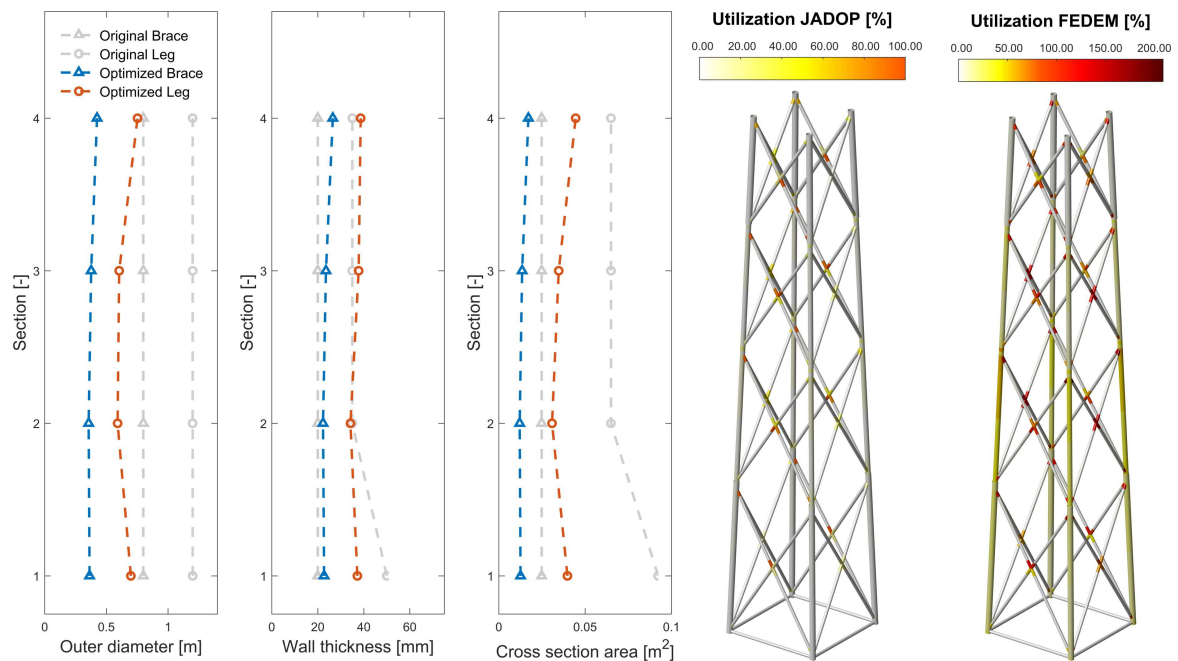 Original Brace
Original Leg
Optimized Brace
Optimized Leg
4
3
2
1
Section [-]
0 0.5 1
Outer diameter [m]
4
3
2
1
Section [-]
0 20 40 60
Wall thickness [mm]
4
3
2
1
Section [-]
0 0.05 0.1
Cross section area [m²]
Utilization JADOP [%]
0.00 20.00 40.00 60.00 80.00 100.00
Utilization FEDEM [%]
0.00 50.00 100.00 150.00 200.00